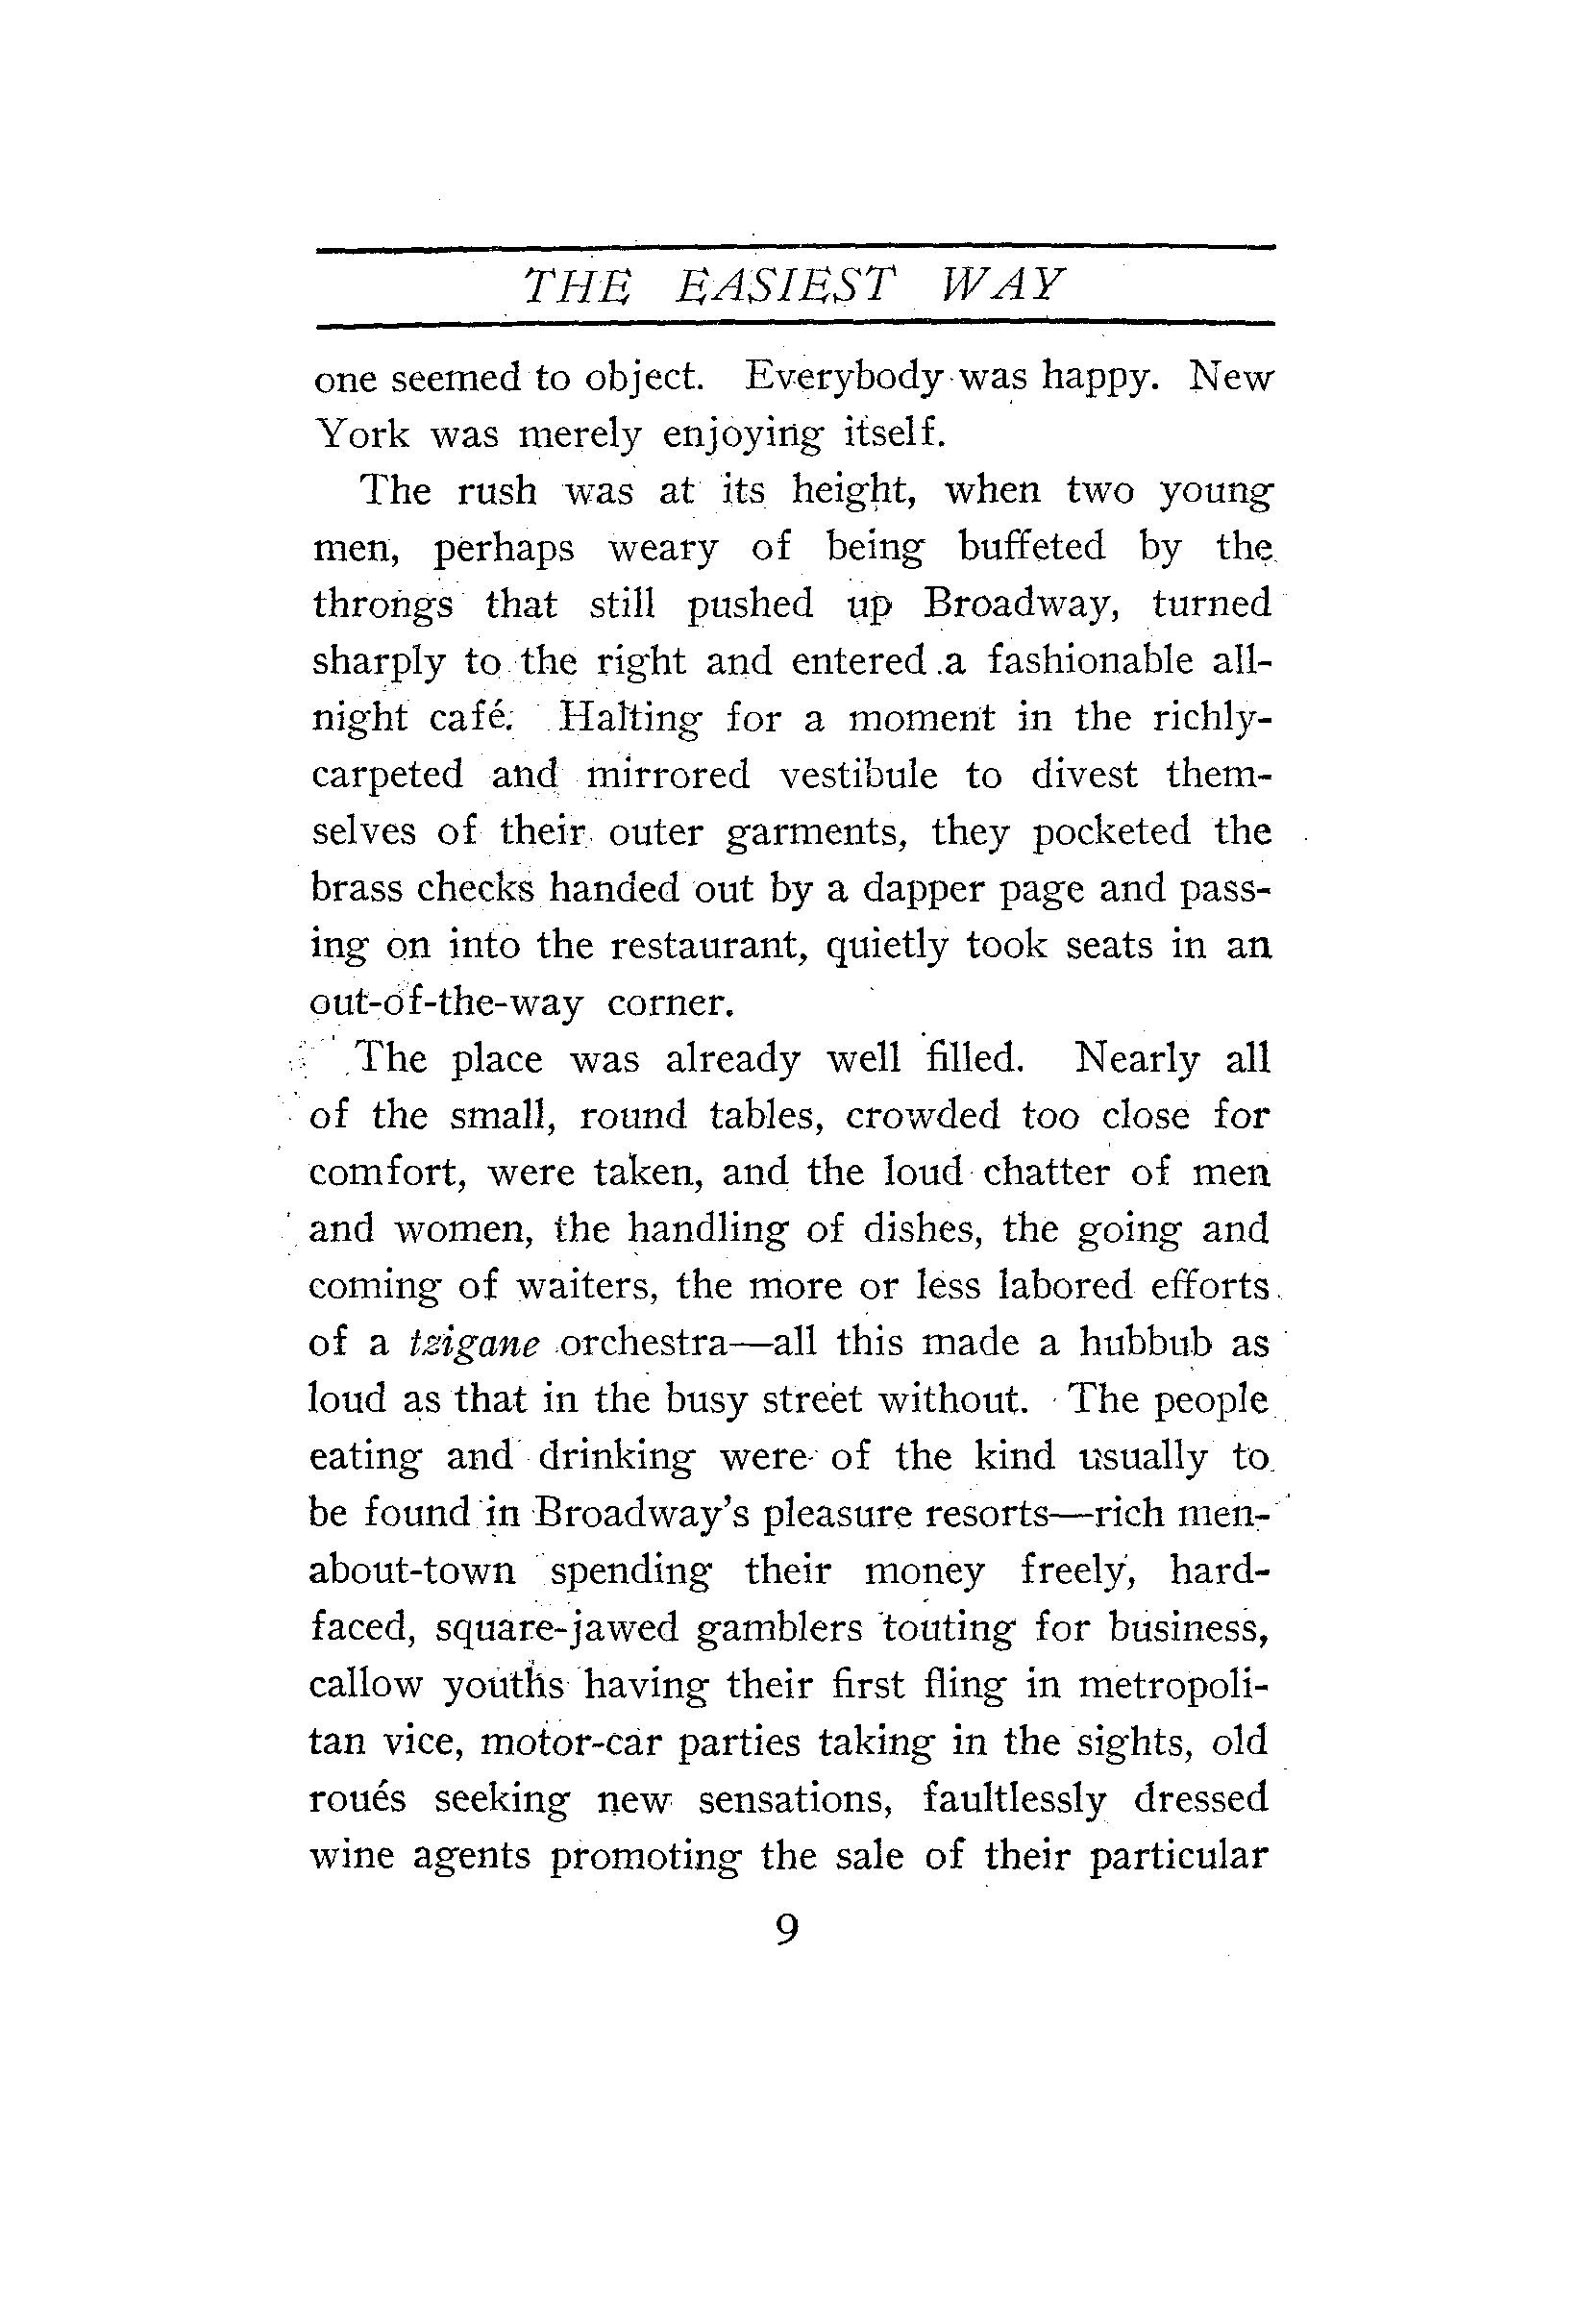 THE EASIEST WAY
one seemed to object. Everybody was happy. New
York was merely enjoying itself.
The rush was at its height, when two young
men, perhaps weary of being buffeted by the
throngs that still pushed up Broadway, turned
sharply to the right and entered a fashionable all-
night café. Halting for a moment in the richly-
carpeted and mirrored vestibule to divest them-
selves of their outer garments, they pocketed the
brass checks handed out by a dapper page and pass-
ing on into the restaurant, quietly took seats in an
out-of-the-way corner.
The place was already well filled. Nearly all
of the small, round tables, crowded too close for
comfort, were taken, and the loud chatter of men
and women, the handling of dishes, the going and
coming of waiters, the more or less labored efforts
of a tzigane orchestra—all this made a hubbub as
loud as that in the busy street without. The people
eating and drinking were of the kind usually to
be found in Broadway's pleasure resorts—rich men-
about-town spending their money freely, hard-
faced, square-jawed gamblers touting for business,
callow youths having their first fling in metropoli-
tan vice, motor-car parties taking in the sights, old
roués seeking new sensations, faultlessly dressed
wine agents promoting the sale of their particular
9